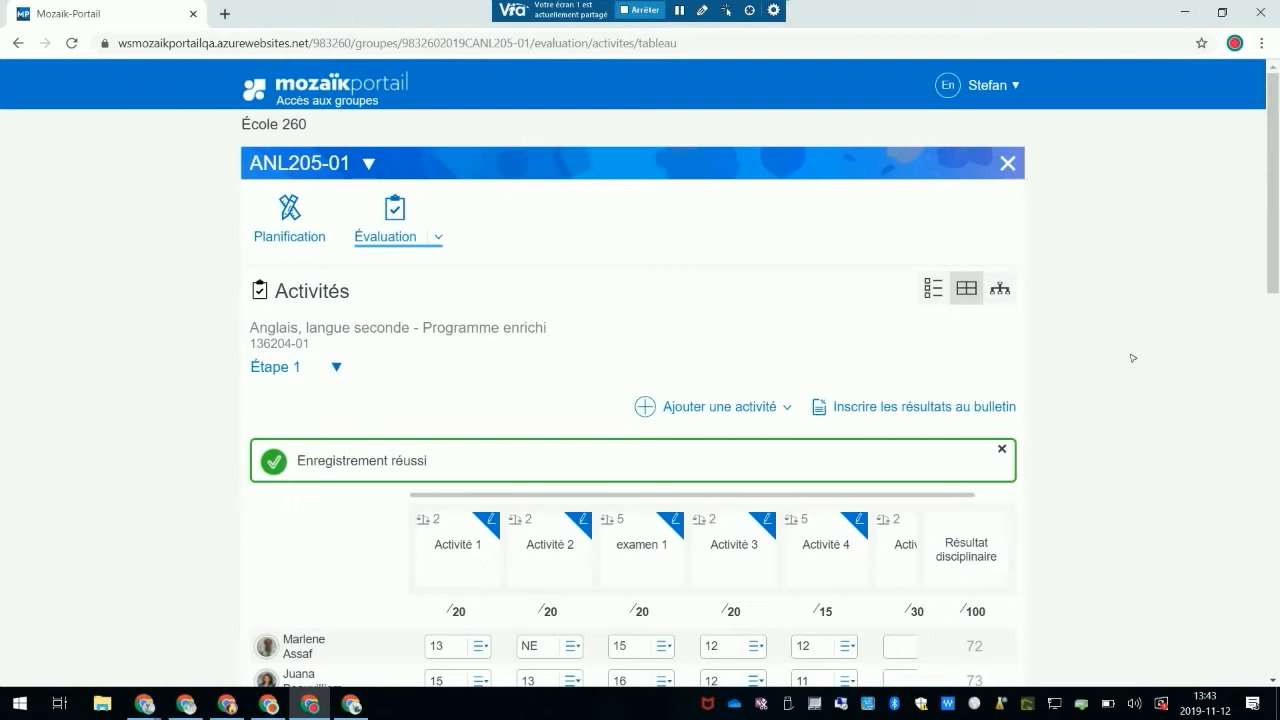 Mozaïk-Portail
Via
Votre écran 1 est
actuellement partagé
Arrêter
wsmozaikportailqa.azurewebsites.net/983260/groupes/9832602019CANL205-01/evaluation/activites/tableau
mozaïkportail
Accès aux groupes
En
Stefan
École 260
ANL205-01
Planification
Évaluation
Activités
Anglais, langue seconde - Programme enrichi
136204-01
Étape 1
Ajouter une activité
Inscrire les résultats au bulletin
Enregistrement réussi
2 2 5 2 5 2
Activité 1 Activité 2 examen 1 Activité 3 Activité 4 Activ
Résultat
disciplinaire
/20 /20 /20 /20 /15 /30 /100
Marlene
Assaf
13 NE 15 12 12 72
Juana
15 13 16 12 11 73
13:43
2019-11-12